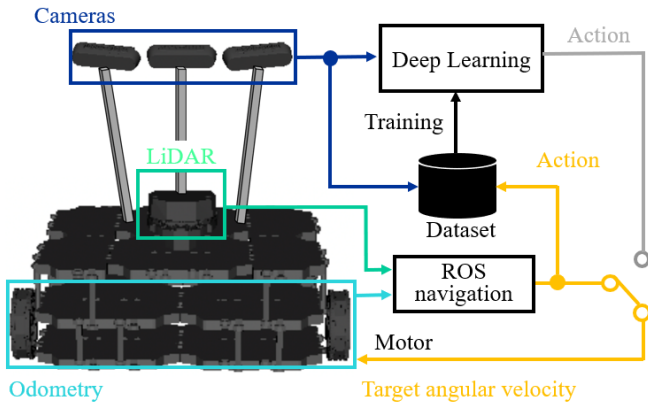 Cameras
Deep Learning
Action
Training
LiDAR
Action
Dataset
ROS
navigation
Motor
Odometry
Target angular velocity